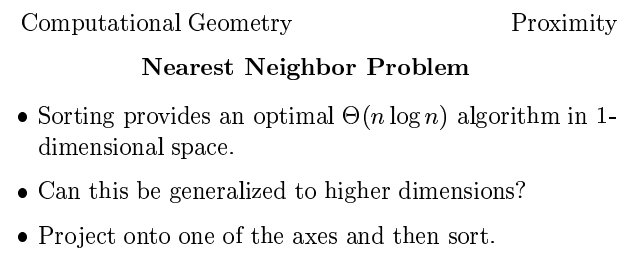 Computational Geometry Proximity
Nearest Neighbor Problem
• Sorting provides an optimal Θ(n log n) algorithm in 1-
dimensional space.
• Can this be generalized to higher dimensions?
• Project onto one of the axes and then sort.